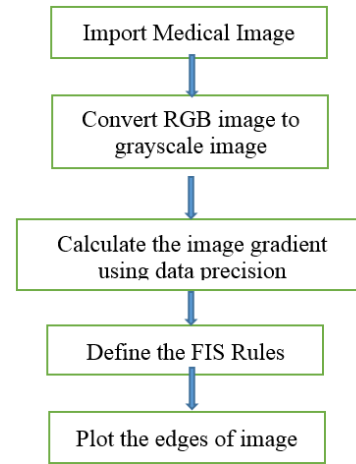 Import Medical Image
Convert RGB image to
grayscale image
Calculate the image gradient
using data precision
Define the FIS Rules
Plot the edges of image